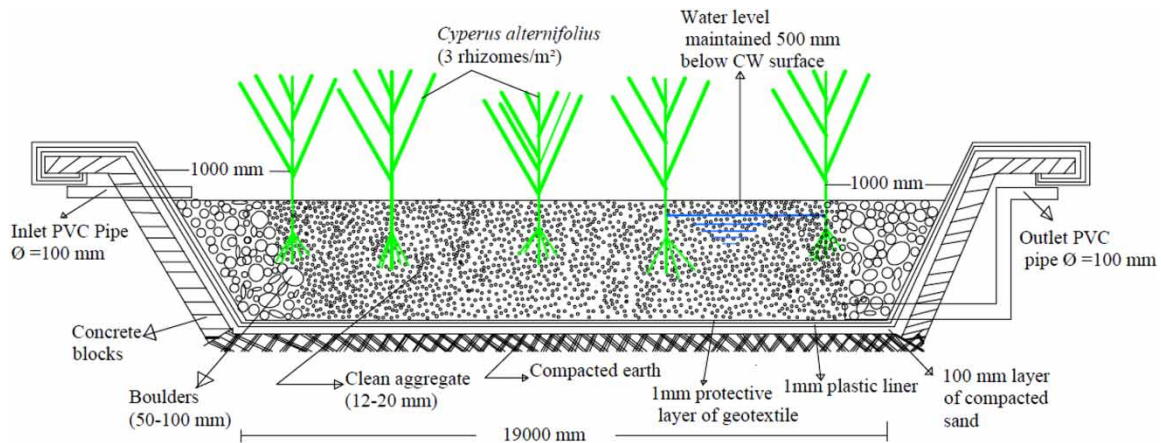 Cyperus alternifolius
(3 rhizomes/m²)
Water level
maintained 500 mm
below CW surface
1000 mm
1000 mm
Inlet PVC Pipe
Ø =100 mm
Outlet PVC
pipe Ø =100 mm
Concrete
blocks
Boulders
(50-100 mm)
Clean aggregate
(12-20 mm)
Compacted earth
1mm protective
layer of geotextile
1mm plastic liner
100 mm layer
of compacted
sand
19000 mm